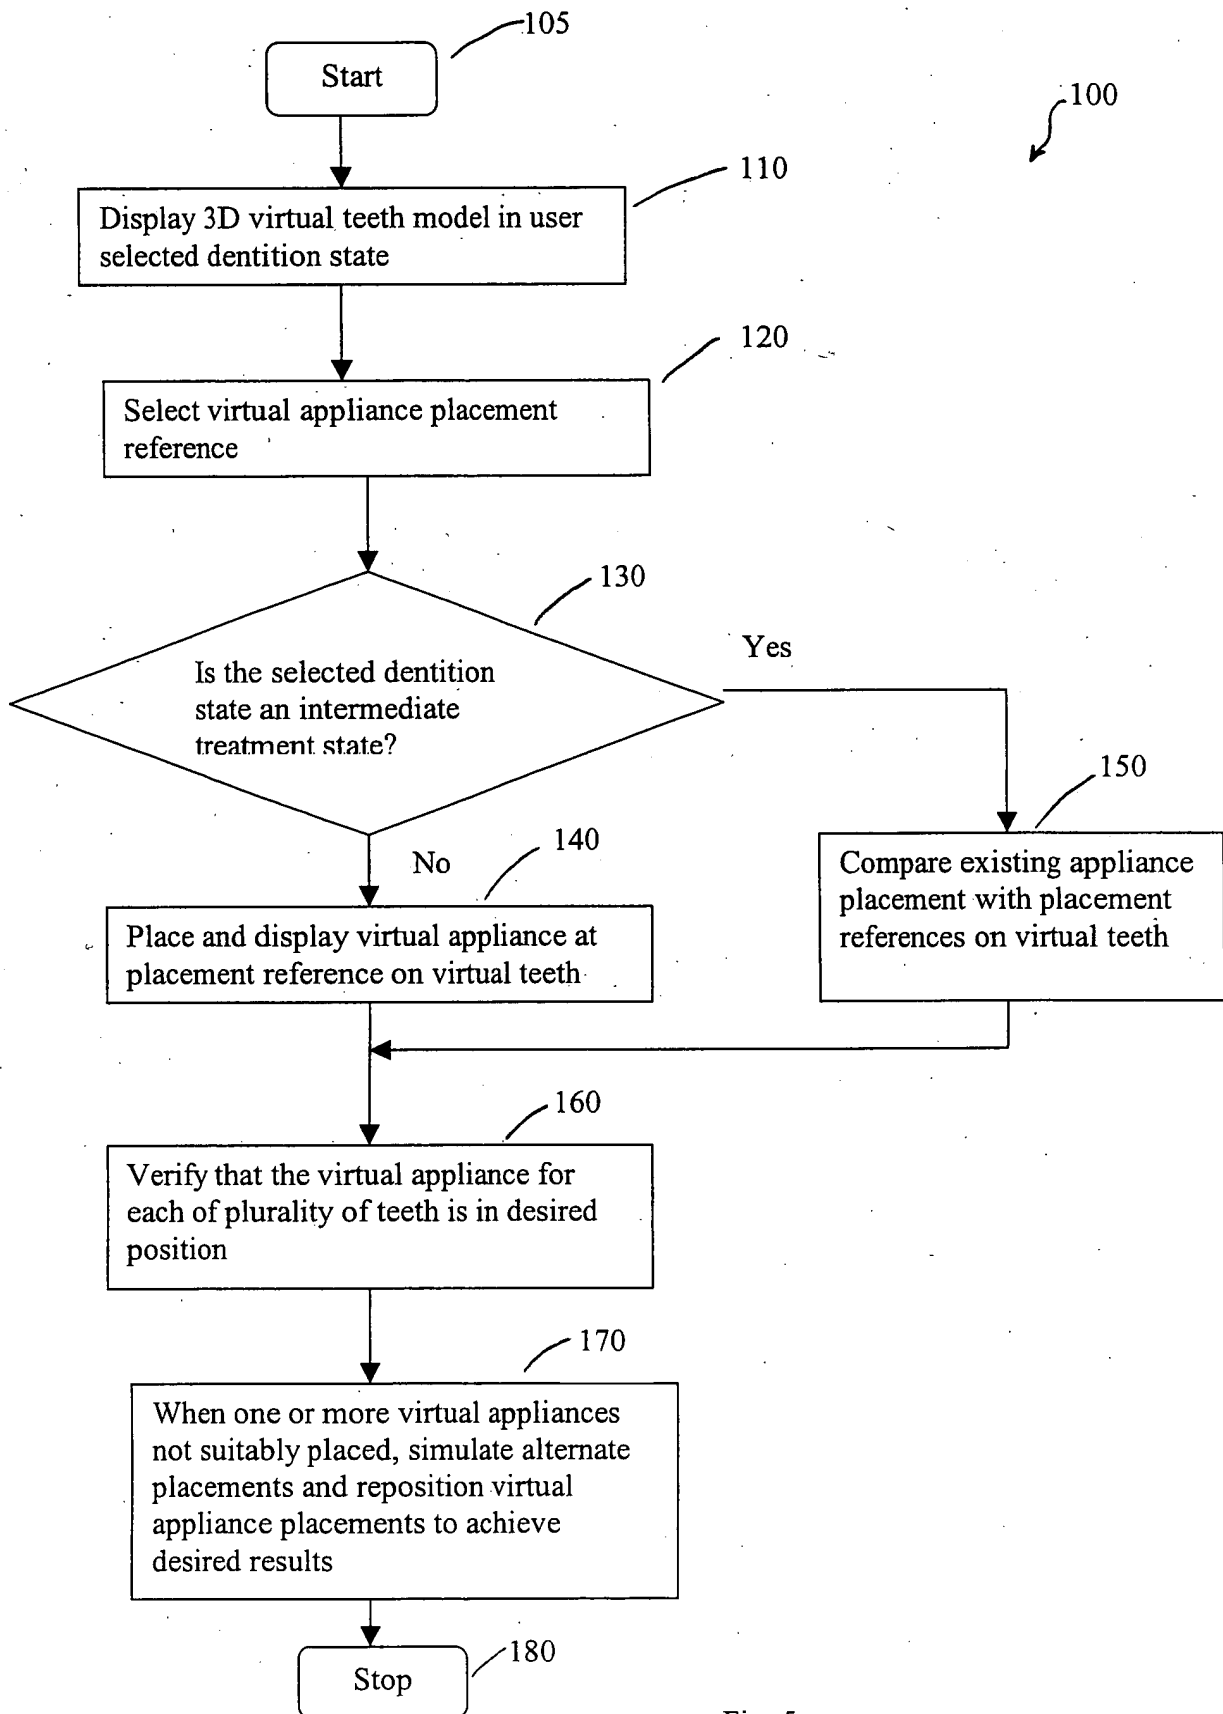 105
Start
100
110
Display 3D virtual teeth model in user
selected dentition state
120
Select virtual appliance placement
reference
130
Yes
Is the selected dentition
state an intermediate
treatment state?
150
140
No
Compare existing appliance
placement with placement
references on virtual teeth
Place and display virtual appliance at
placement reference on virtual teeth
160
Verify that the virtual appliance for
each of plurality of teeth is in desired
position
170
When one or more virtual appliances
not suitably placed, simulate alternate
placements and reposition virtual
appliance placements to achieve
desired results
180
Stop